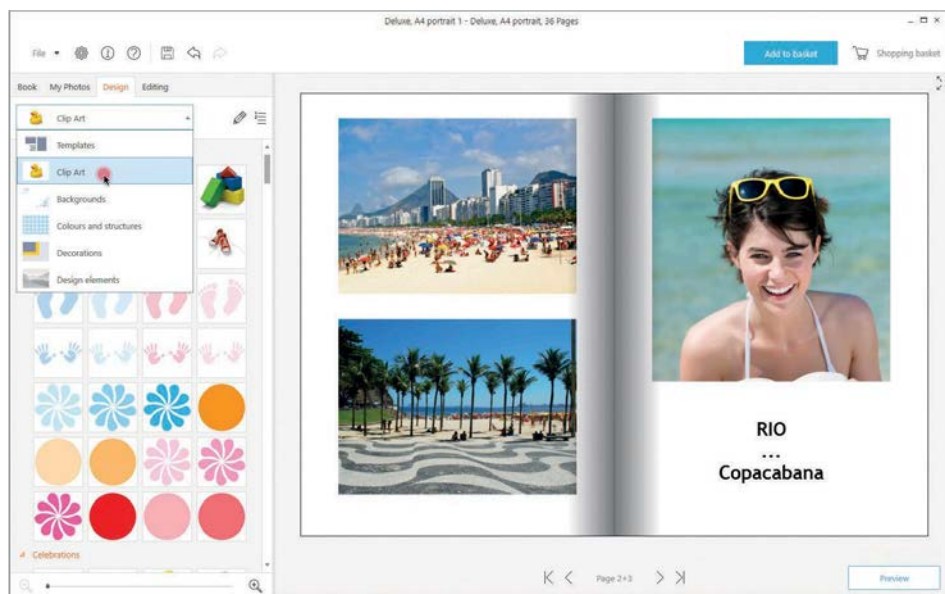 Deluxe, A4 portrait 1 - Deluxe, A4 portrait, 36 Pages
File
Add to basket
Shopping basket
Book My Photos Design Editing
Clip Art
Templates
Clip Art
Backgrounds
Colours and structures
Decorations
Design elements
Celebrations
RIO
...
Copacabana
Page 2+3
Preview